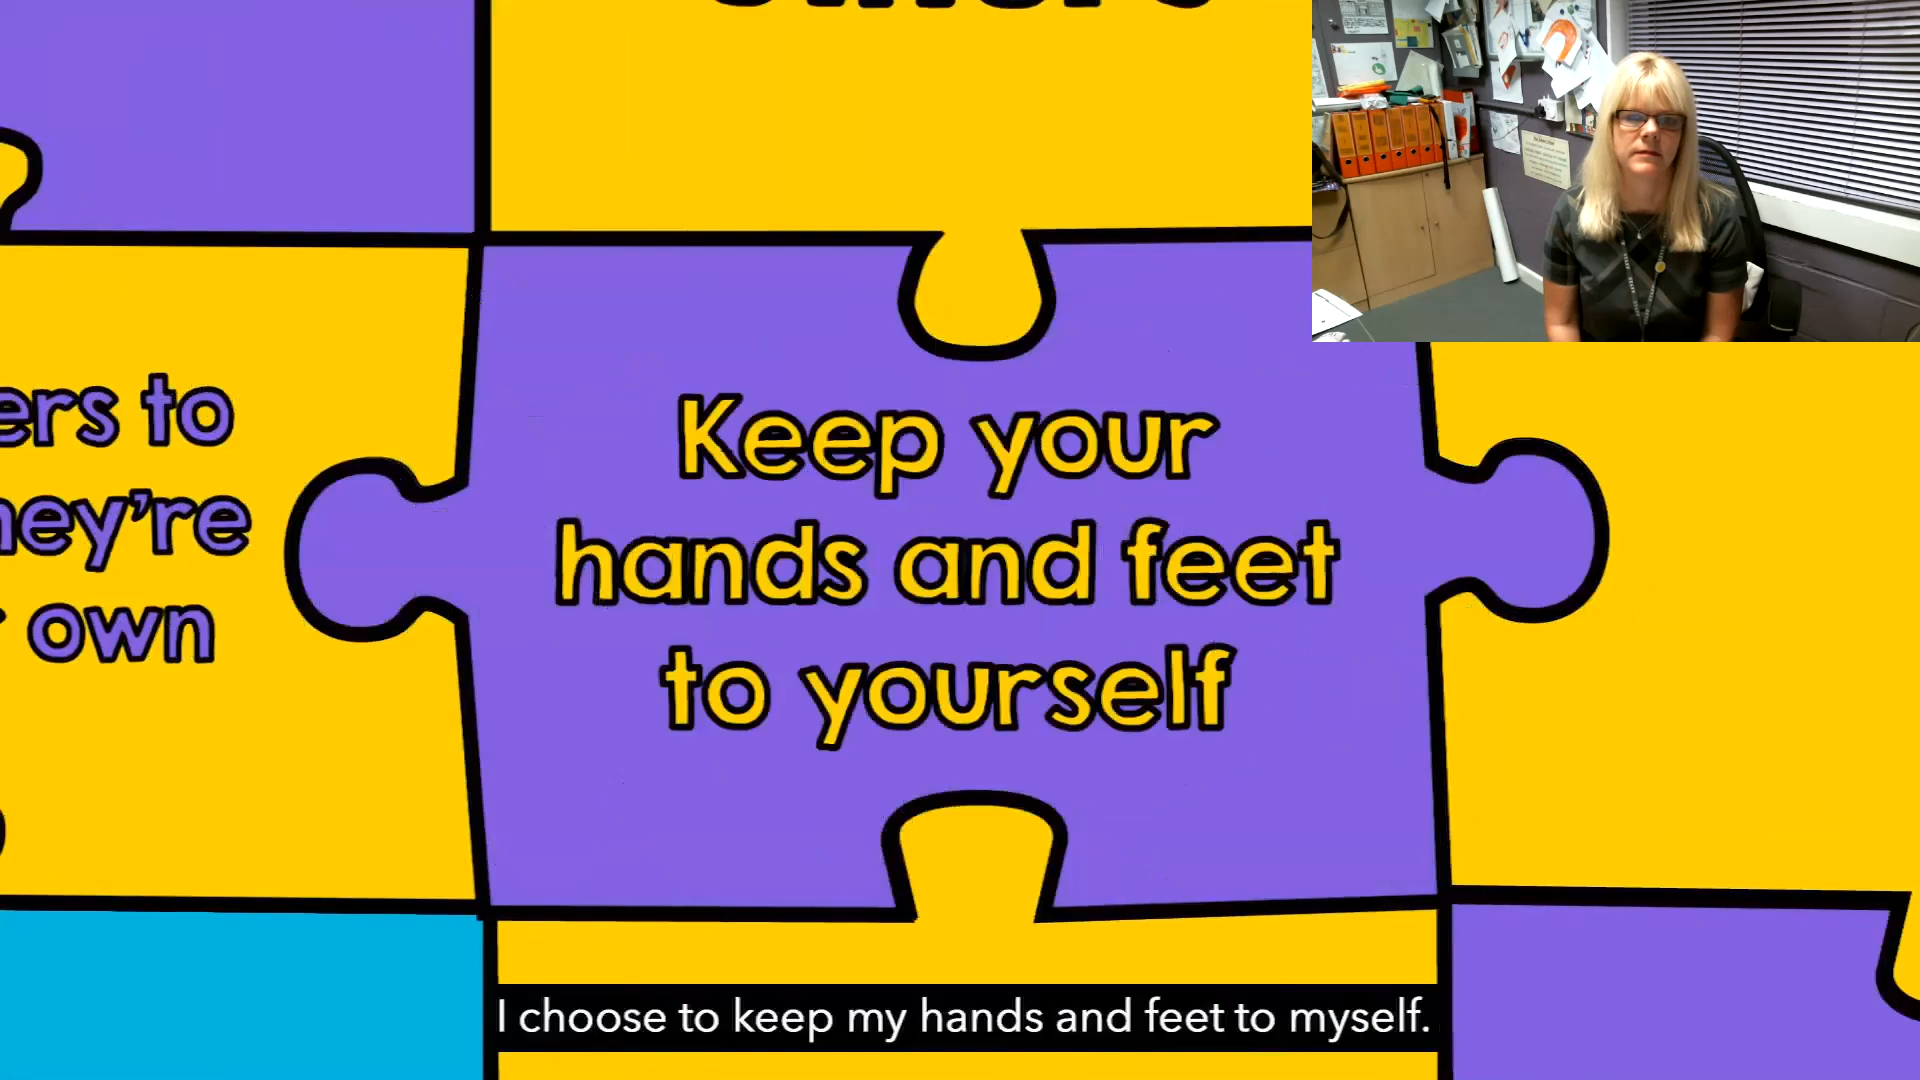 ers to
hey're
own
Keep your
hands and feet
to yourself
I choose to keep my hands and feet to myself.